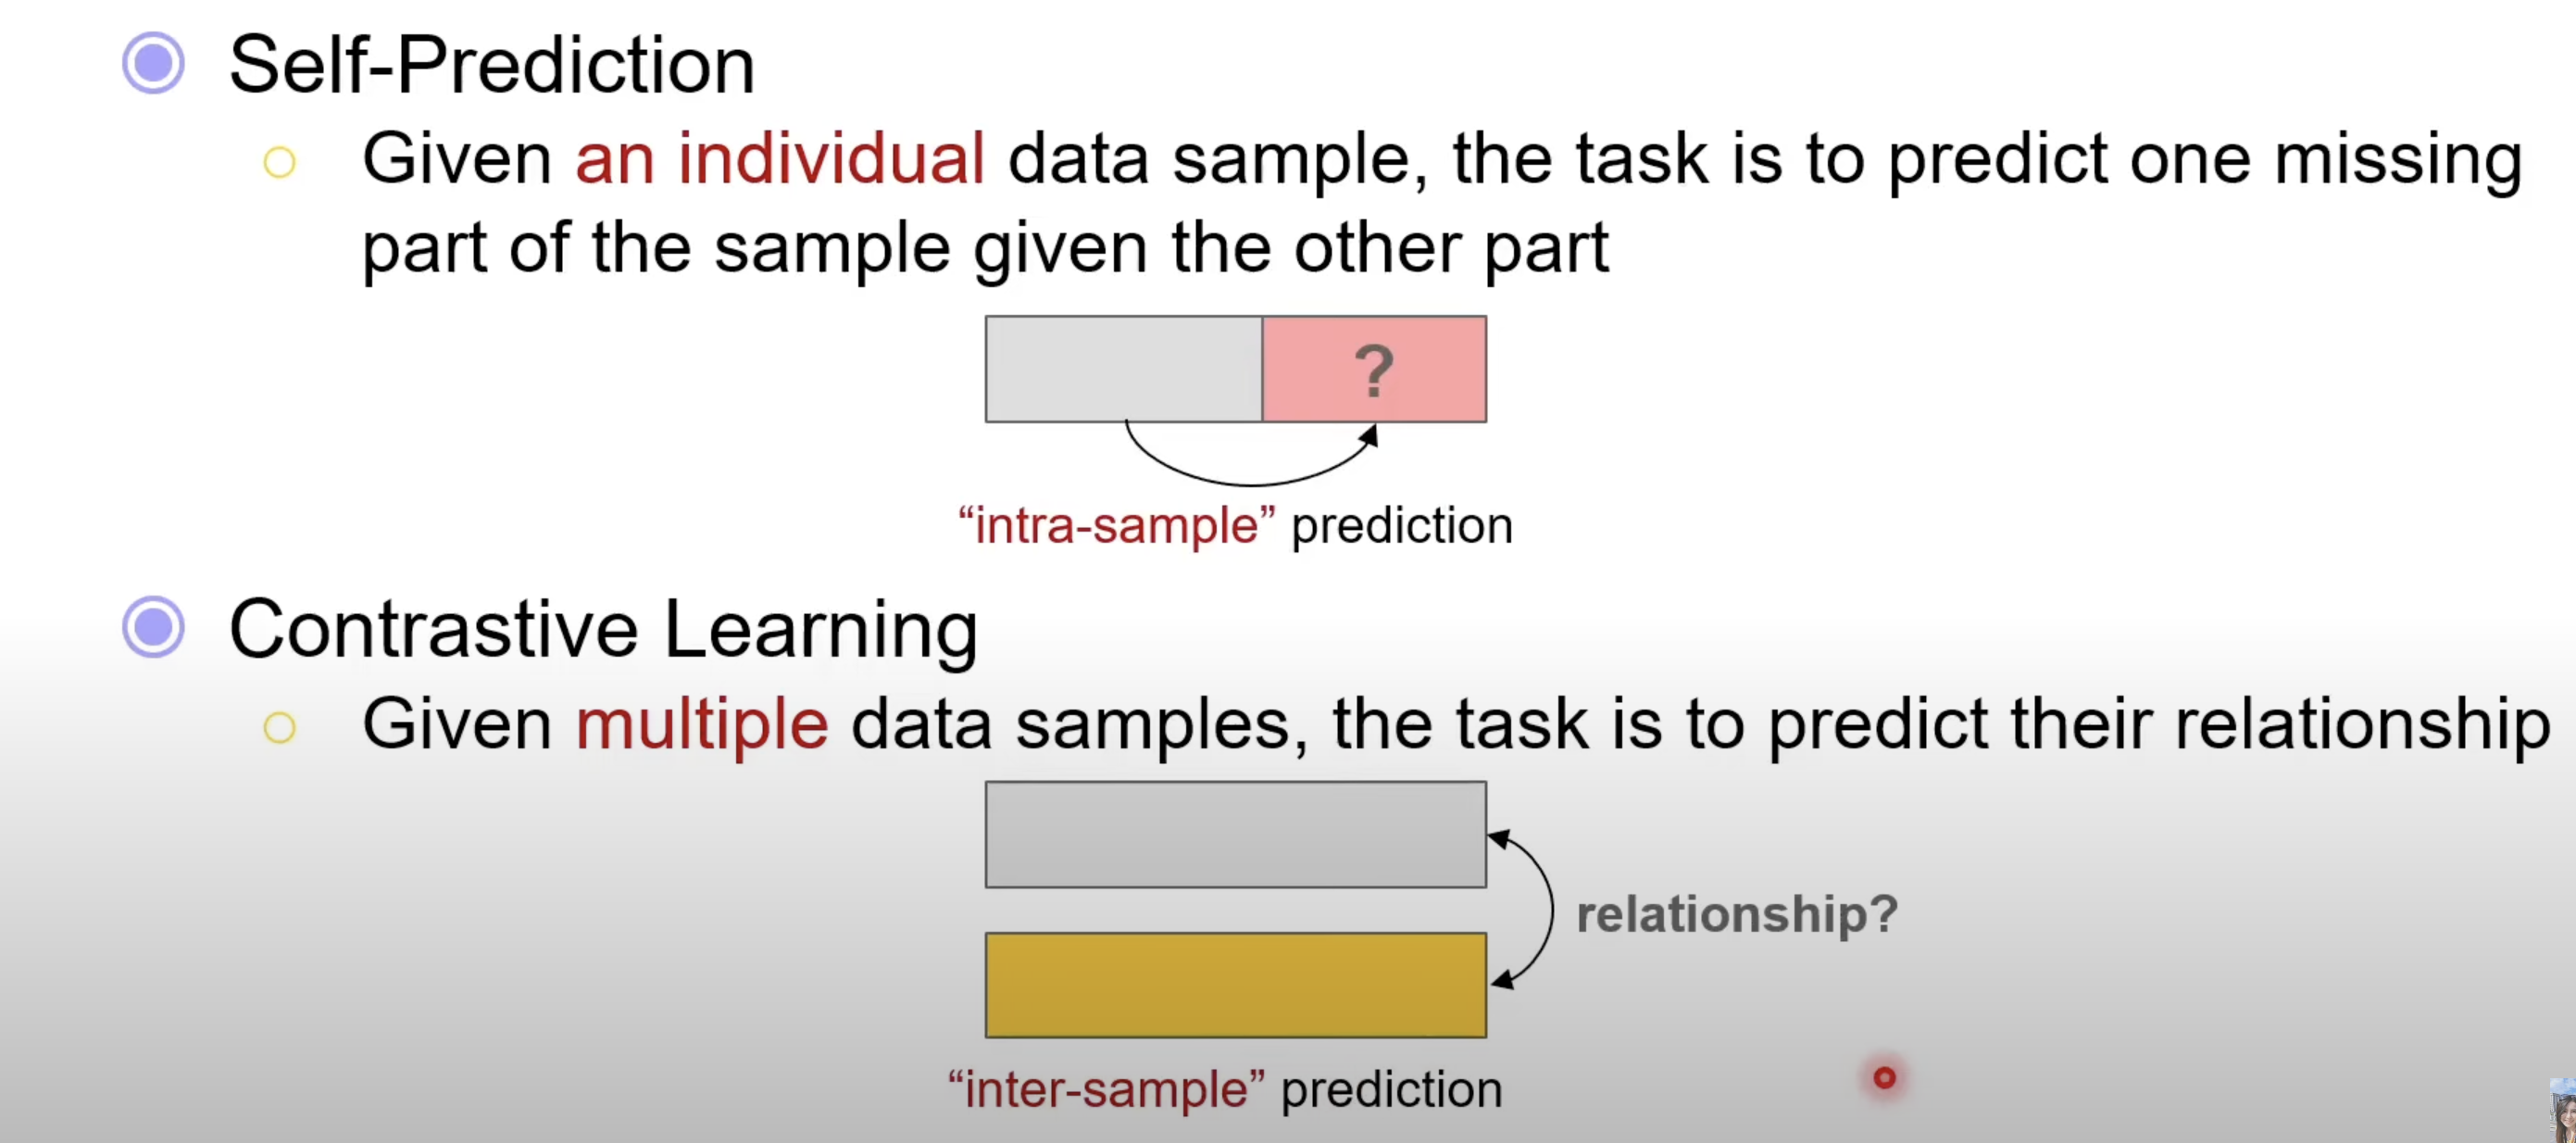 Self-Prediction
Given an individual data sample, the task is to predict one missing
part of the sample given the other part
?
“intra-sample” prediction
Contrastive Learning
Given multiple data samples, the task is to predict their relationship
relationship?
“inter-sample” prediction